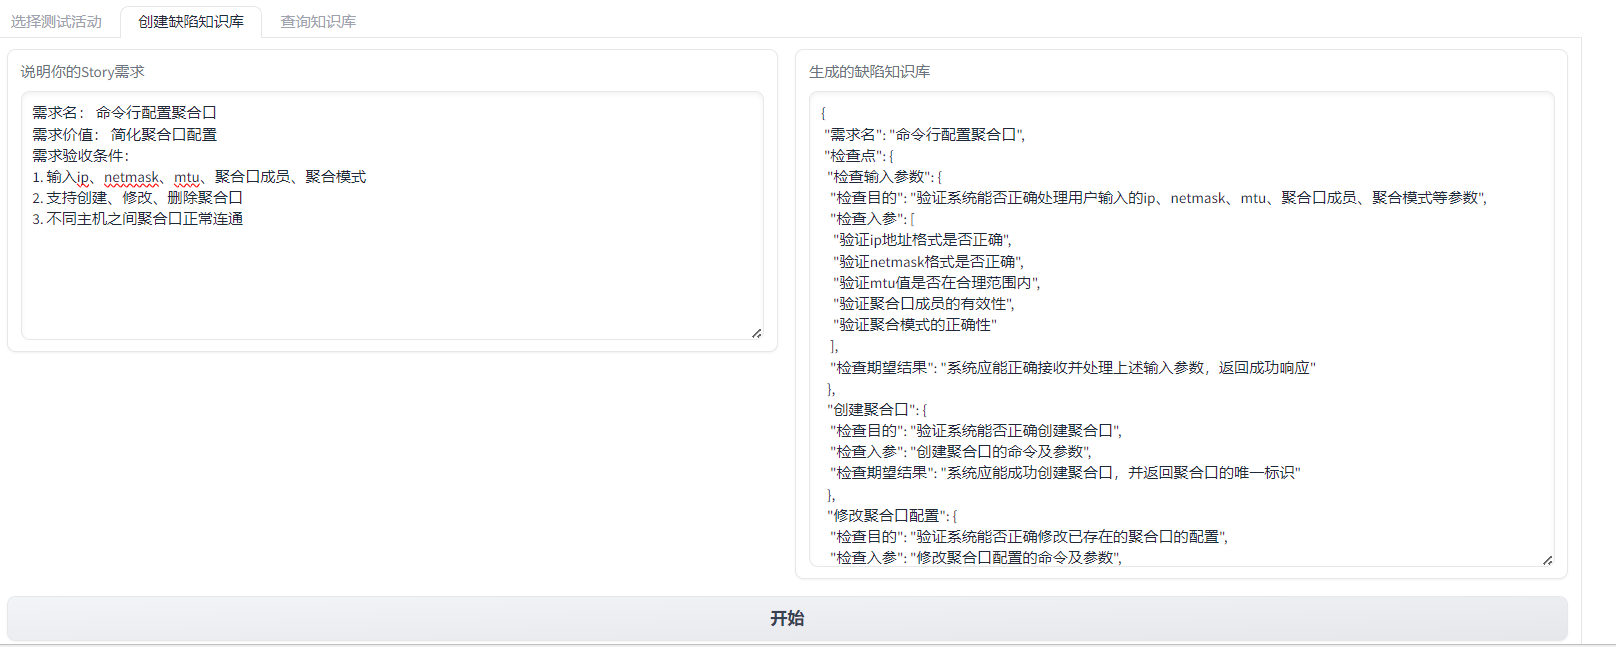 选择测试活动
创建缺陷知识库
查询知识库
说明你的Story需求
需求名： 命令行配置聚合口
需求价值： 简化聚合口配置
需求验收条件：
1. 输入ip、netmask、mtu、聚合口成员、聚合模式
2. 支持创建、修改、删除聚合口
3. 不同主机之间聚合口正常连通
生成的缺陷知识库
{
"需求名": "命令行配置聚合口",
"检查点": {
"检查输入参数": {
"检查目的": "验证系统能否正确处理用户输入的ip、netmask、mtu、聚合口成员、聚合模式等参数",
"检查入参": [
"验证ip地址格式是否正确",
"验证netmask格式是否正确",
"验证mtu值是否在合理范围内",
"验证聚合口成员的有效性",
"验证聚合模式的正确性"
],
"检查期望结果": "系统应能正确接收并处理上述输入参数，返回成功响应"
},
"创建聚合口": {
"检查目的": "验证系统能否正确创建聚合口",
"检查入参": "创建聚合口的命令及参数",
"检查期望结果": "系统应能成功创建聚合口，并返回聚合口的唯一标识"
},
"修改聚合口配置": {
"检查目的": "验证系统能否正确修改已存在的聚合口的配置",
"检查入参": "修改聚合口配置的命令及参数",
开始